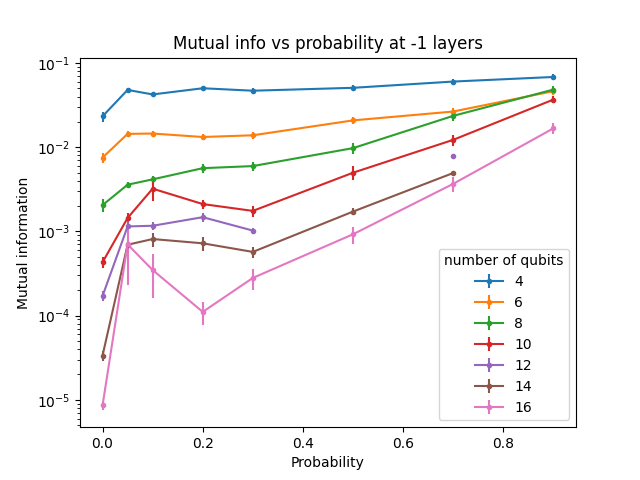 Mutual info vs probability at -1 layers
Mutual information
10⁻¹
10⁻²
10⁻³
10⁻⁴
10⁻⁵
0.0 0.2 0.4 0.6 0.8
Probability
number of qubits
4
6
8
10
12
14
16